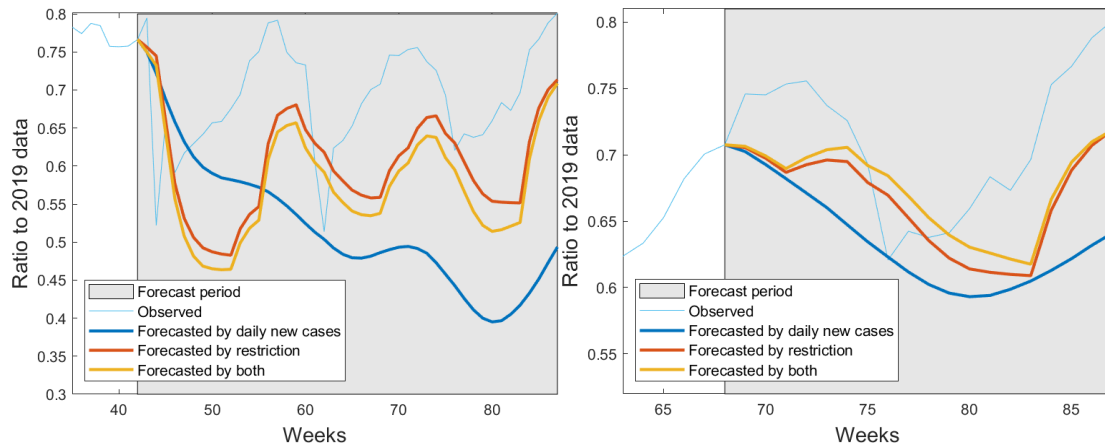 Ratio to 2019 data
0.8
0.75
0.7
0.65
0.6
0.55
0.5
0.45
0.4
0.35
0.3
40
50
60
70
80
Weeks
Forecast period
Observed
Forecasted by daily new cases
Forecasted by restriction
Forecasted by both
Ratio to 2019 data
0.8
0.75
0.7
0.65
0.6
0.55
65
70
75
80
85
Weeks
Forecast period
Observed
Forecasted by daily new cases
Forecasted by restriction
Forecasted by both